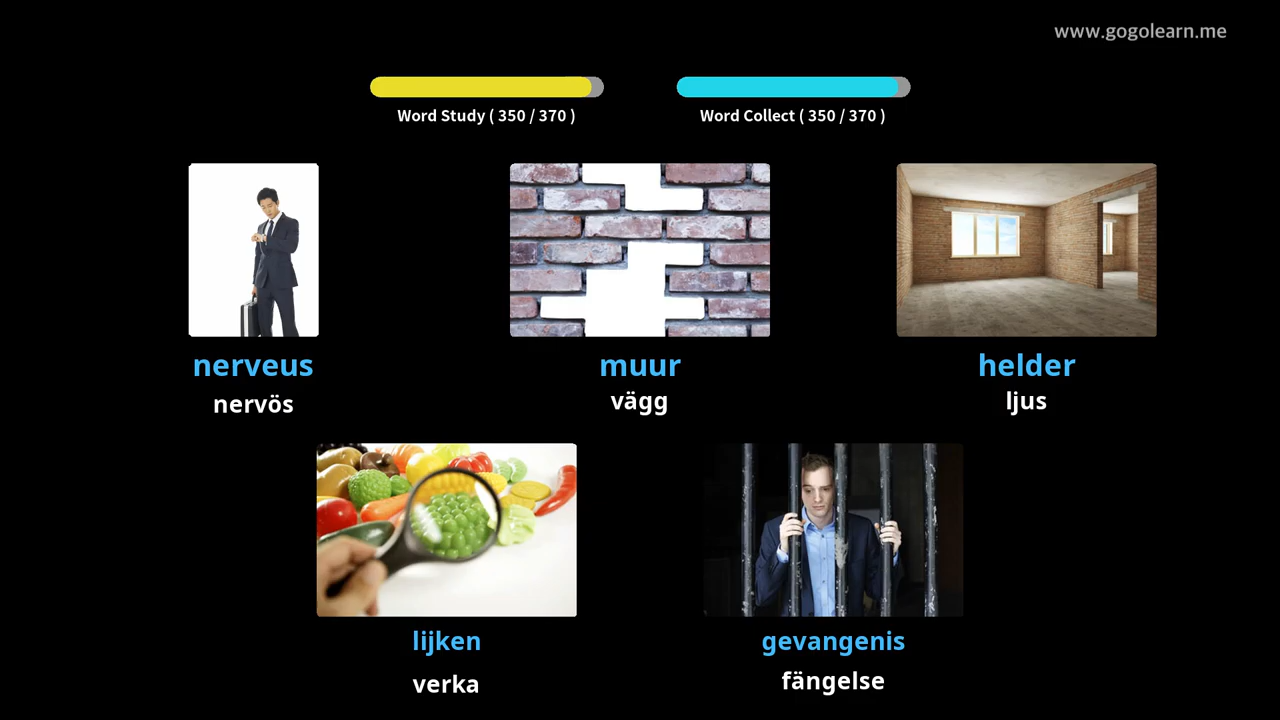 www.gogolearn.me
Word Study ( 350 / 370 )
Word Collect ( 350 / 370 )
nerveus
nervös
muur
vägg
helder
ljus
lijken
verka
gevangenis
fängelse